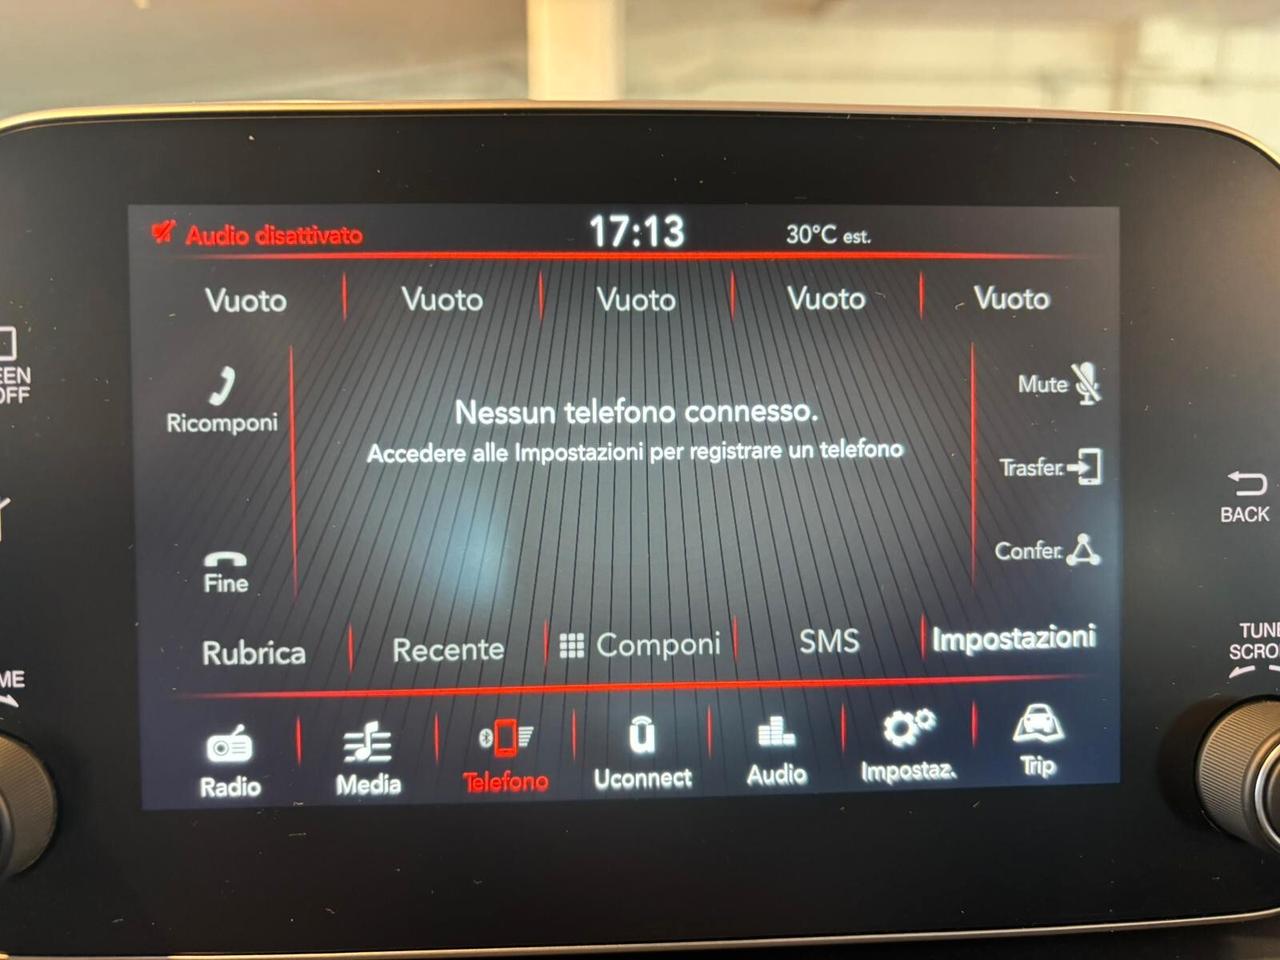 Audio disattivato 17:13 30°C est.
Vuoto Vuoto Vuoto Vuoto Vuoto
Ricomponi
Nessun telefono connesso.
Accedere alle Impostazioni per registrare un telefono
Mute
Trasfer.
Confer.
Fine
Rubrica Recente Componi SMS Impostazioni
Radio Media Telefono Uconnect Audio Impostaz. Trip
OFF
BACK
TUNE